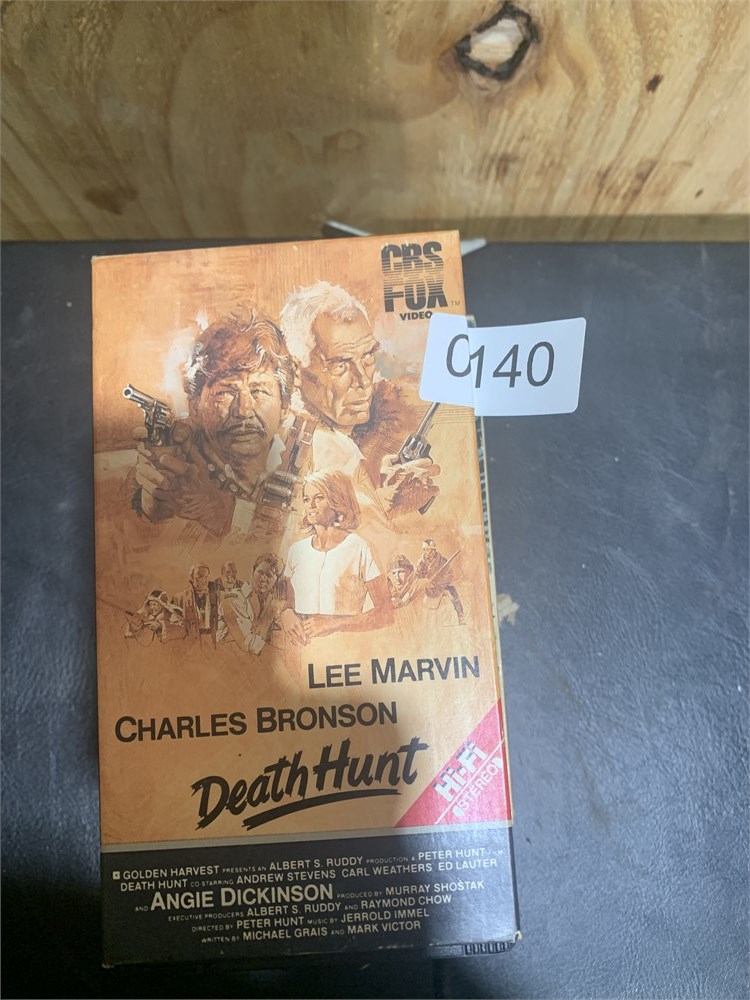 CBS
FOX
VIDEO
TM
0140
LEE MARVIN
CHARLES BRONSON
Death Hunt
Hi-Fi
STEREO
GOLDEN HARVEST PRESENTS AN ALBERT S. RUDDY PRODUCTION A PETER HUNT FILM
DEATH HUNT CO STARRING ANDREW STEVENS CARL WEATHERS ED LAUTER
AND ANGIE DICKINSON PRODUCED BY MURRAY SHOSTAK
EXECUTIVE PRODUCERS ALBERT S. RUDDY AND RAYMOND CHOW
DIRECTED BY PETER HUNT MUSIC BY JERROLD IMMEL
WRITTEN BY MICHAEL GRAIS AND MARK VICTOR